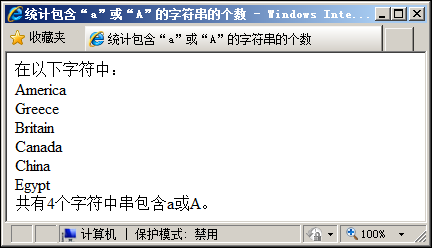 统计包含“a”或“A”的字符串的个数 - Windows Inte...
收藏夹 统计包含“a”或“A”的字符串的个数
在以下字符中：
America
Greece
Britain
Canada
China
Egypt
共有4个字符中串包含a或A。
计算机 | 保护模式: 禁用 100%